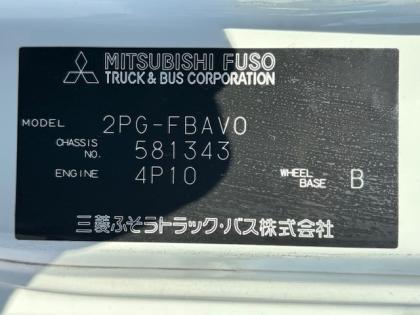 MITSUBISHI FUSO
TRUCK & BUS CORPORATION
MODEL 2PG-FBAV0
CHASSIS NO. 581343
ENGINE 4P10 WHEEL BASE B
三菱ふそうトラック・バス株式会社